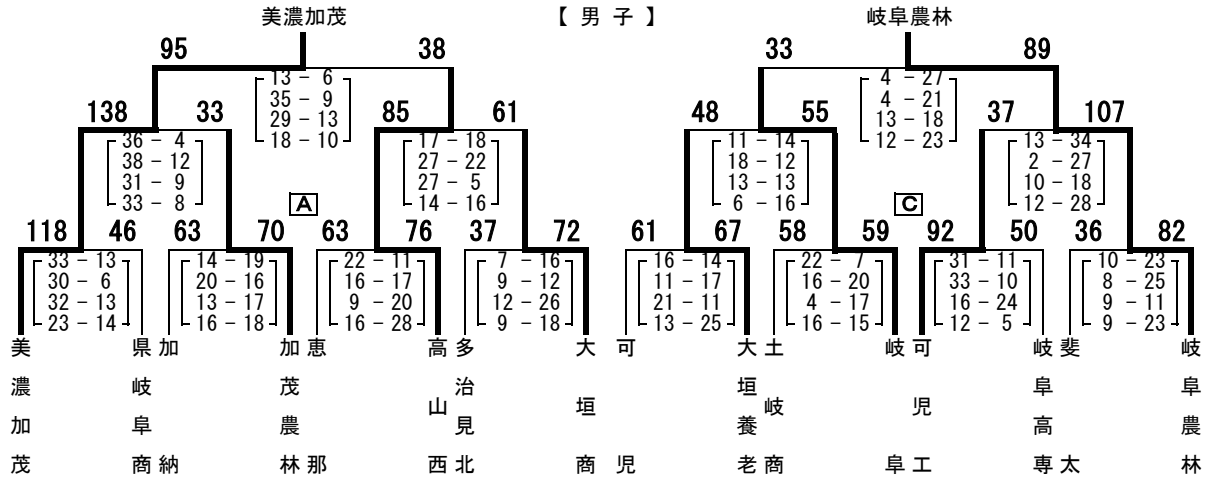 美濃加茂 【 男 子 】 岐阜農林
95 38 33 89
13 - 6 4 - 27
35 - 9 4 - 21
29 - 13 13 - 18
18 - 10 12 - 23
138 33 85 61 48 55 37 107
36 - 4 17 - 18 11 - 14 13 - 34
38 - 12 27 - 22 18 - 12 2 - 27
31 - 9 27 - 5 13 - 13 10 - 18
33 - 8 14 - 16 6 - 16 12 - 28
A C
118 46 63 70 63 76 37 72 61 67 58 59 92 50 36 82
33 - 13 14 - 19 22 - 11 7 - 16 16 - 14 22 - 7 31 - 11 10 - 23
30 - 6 20 - 16 16 - 17 9 - 12 11 - 17 16 - 20 33 - 10 8 - 25
32 - 13 13 - 17 9 - 20 12 - 26 21 - 11 4 - 17 16 - 24 9 - 11
23 - 14 16 - 18 16 - 28 9 - 18 13 - 25 16 - 15 12 - 5 9 - 23
美濃加茂
県岐阜商
加納
加茂農林
恵那
高山西
多治見北
大垣商
可児
大垣養老
土岐商
岐阜
可児工
岐阜高専
斐太
岐阜農林